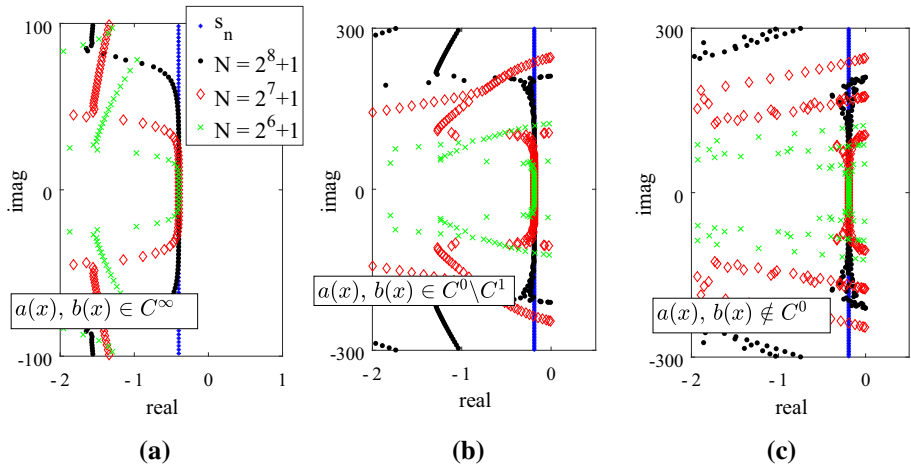 100
0
-100
-2
-1
0
1
imag
real
s_n
N = 2^8+1
N = 2^7+1
N = 2^6+1
a(x), b(x) ∈ C^∞
(a)
300
0
-300
-2
-1
0
imag
real
a(x), b(x) ∈ C^0\C^1
(b)
300
0
-300
-2
-1
0
imag
real
a(x), b(x) ∉ C^0
(c)